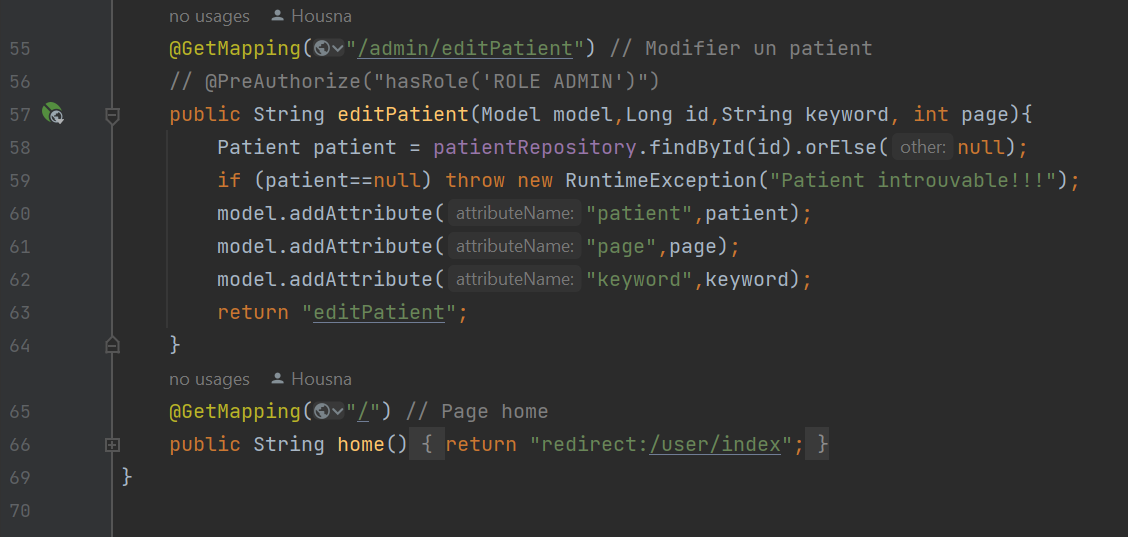 no usages Housna
55 @GetMapping("/admin/editPatient") // Modifier un patient
56 // @PreAuthorize("hasRole('ROLE ADMIN')")
57 public String editPatient(Model model,Long id,String keyword, int page){
58 Patient patient = patientRepository.findById(id).orElse( other: null);
59 if (patient==null) throw new RuntimeException("Patient introuvable!!!");
60 model.addAttribute( attributeName: "patient",patient);
61 model.addAttribute( attributeName: "page",page);
62 model.addAttribute( attributeName: "keyword",keyword);
63 return "editPatient";
64 }
no usages Housna
65 @GetMapping("/") // Page home
66 public String home() { return "redirect:/user/index"; }
69 }
70